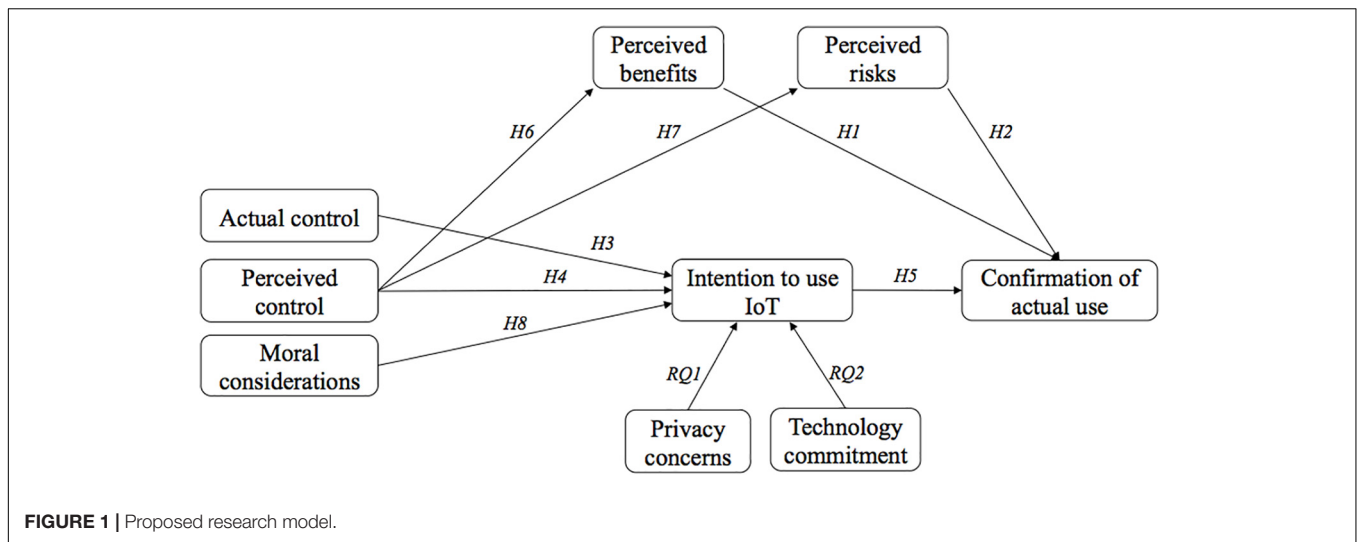 Perceived
benefits
Perceived
risks
H6
H7
H1
H2
Actual control
H3
Perceived
control
H4
Intention to use
IoT
H5
Confirmation of
actual use
H8
Moral
considerations
RQ1
RQ2
Privacy
concerns
Technology
commitment
FIGURE 1 | Proposed research model.